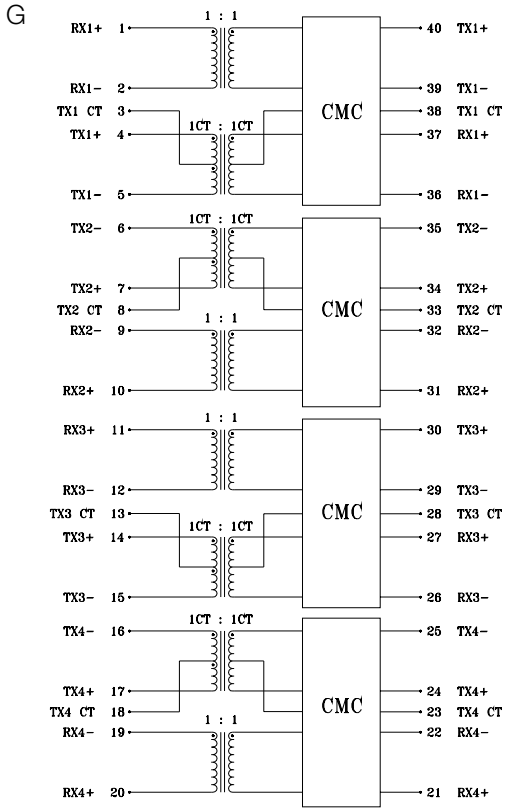 G
1 : 1
RX1+ 1 40 TX1+
RX1- 2 39 TX1-
TX1 CT 3 CMC 38 TX1 CT
1CT : 1CT
TX1+ 4 37 RX1+
TX1- 5 36 RX1-
1CT : 1CT
TX2- 6 35 TX2-
TX2+ 7 34 TX2+
TX2 CT 8 CMC 33 TX2 CT
1 : 1
RX2- 9 32 RX2-
RX2+ 10 31 RX2+
1 : 1
RX3+ 11 30 TX3+
RX3- 12 29 TX3-
TX3 CT 13 CMC 28 TX3 CT
1CT : 1CT
TX3+ 14 27 RX3+
TX3- 15 26 RX3-
1CT : 1CT
TX4- 16 25 TX4-
TX4+ 17 24 TX4+
TX4 CT 18 CMC 23 TX4 CT
1 : 1
RX4- 19 22 RX4-
RX4+ 20 21 RX4+